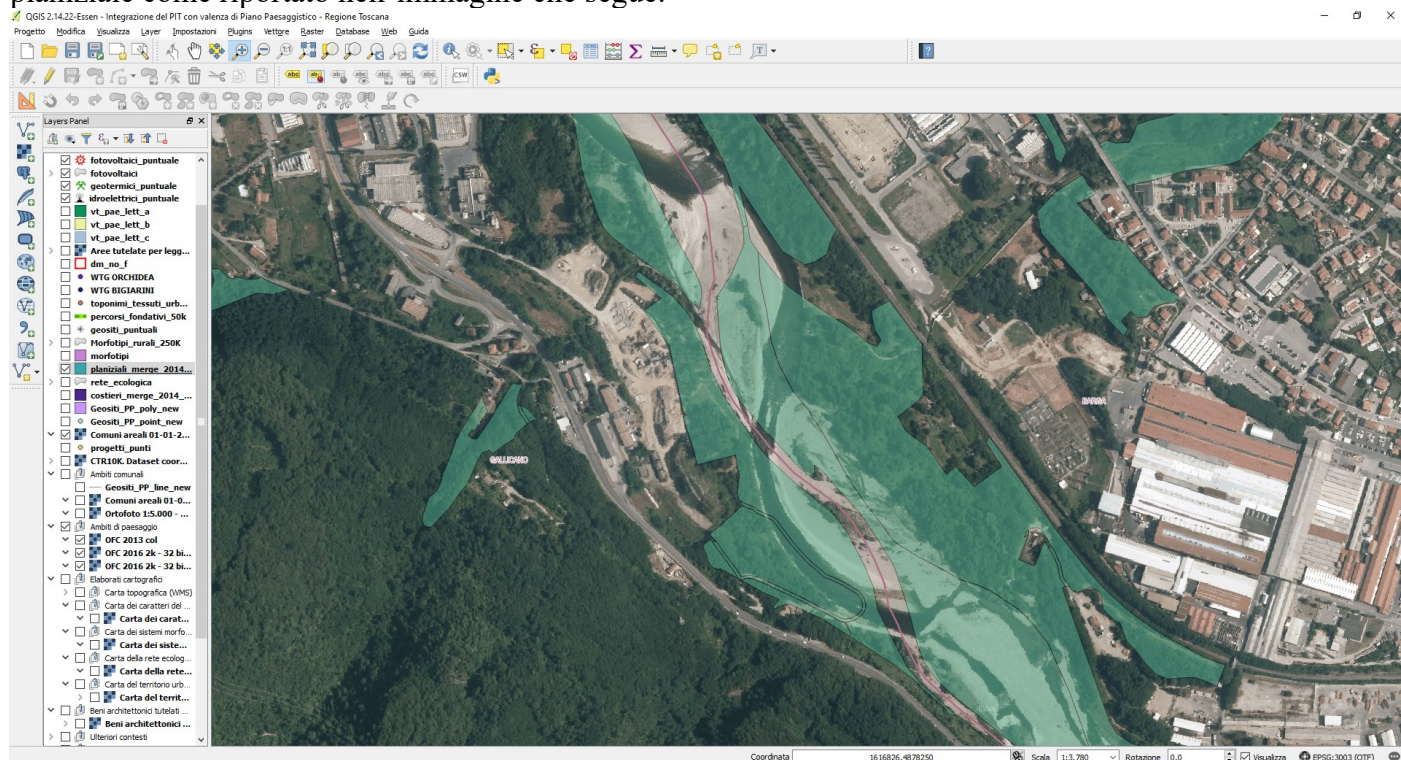 planiziale come riportato nell'immagine che segue.
QGIS 2.14.22-Essen - Integrazione del PIT con valenza di Piano Paesaggistico - Regione Toscana
Progetto Modifica Visualizza Layer Impostazioni Plugins Vettore Raster Database Web Guida
Layers Panel
fotovoltaici_puntuale
fotovoltaici
geotermici_puntuale
idroelettrici_puntuale
vt_pae_lett_a
vt_pae_lett_b
vt_pae_lett_c
Aree tutelate per legg...
dm_no_f
WTG ORCHIDEA
WTG BIGIARINI
toponimi_tessuti_urb...
percorsi_fondativi_50k
geositi_puntuali
Morfotipi_rurali_250K
morfotipi
planiziali_merge_2014...
rete_ecologica
costieri_merge_2014_...
Geositi_PP_poly_new
Geositi_PP_point_new
Comuni areali 01-01-2...
progetti_punti
CTR10K. Dataset coor...
Ambiti comunali
Geositi_PP_line_new
Comuni areali 01-0...
Ortofoto 1:5.000 - ...
Ambiti di paesaggio
OFC 2013 col
OFC 2016 2k - 32 bi...
OFC 2016 2k - 32 bi...
Elaborati cartografici
Carta topografica (WMS)
Carta dei caratteri del ...
Carta dei carat...
Carta dei sistemi morfo...
Carta dei siste...
Carta della rete ecolog...
Carta della rete...
Carta del territorio urb...
Carta del territ...
Beni architettonici tutelati ...
Beni architettonici ...
Ulteriori contesti
BARGA
GALLICANO
Coordinata 1616826,4878250 Scala 1:3.780 Rotazione 0,0 Visualizza EPSG:3003 (OTF)